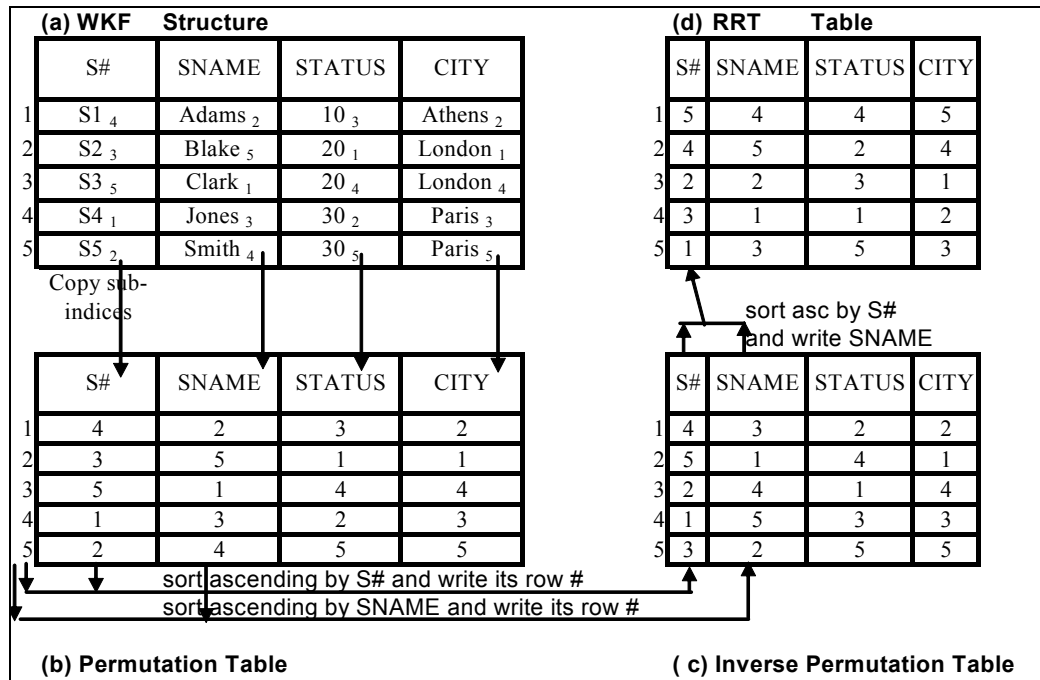 (a) WKF Structure
S# SNAME STATUS CITY
1 S1 4 Adams 2 10 3 Athens 2
2 S2 3 Blake 5 20 1 London 1
3 S3 5 Clark 1 20 4 London 4
4 S4 1 Jones 3 30 2 Paris 3
5 S5 2 Smith 4 30 5 Paris 5
Copy sub-
indices
(d) RRT Table
S# SNAME STATUS CITY
1 5 4 4 5
2 4 5 2 4
3 2 2 3 1
4 3 1 1 2
5 1 3 5 3
sort asc by S#
and write SNAME
S# SNAME STATUS CITY
1 4 2 3 2
2 3 5 1 1
3 5 1 4 4
4 1 3 2 3
5 2 4 5 5
S# SNAME STATUS CITY
1 4 3 2 2
2 5 1 4 1
3 2 4 1 4
4 1 5 3 3
5 3 2 5 5
sort ascending by S# and write its row #
sort ascending by SNAME and write its row #
(b) Permutation Table
( c) Inverse Permutation Table